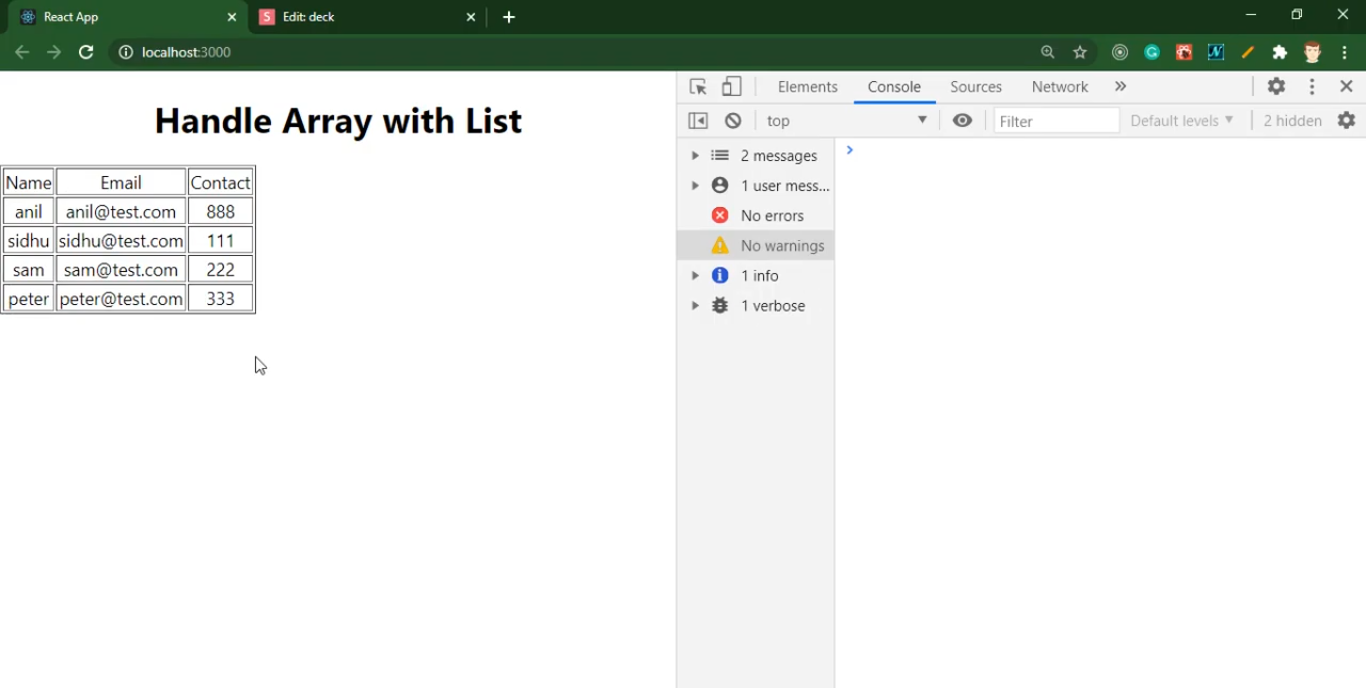 React App
Edit: deck
localhost:3000
Handle Array with List
Name Email Contact
anil anil@test.com 888
sidhu sidhu@test.com 111
sam sam@test.com 222
peter peter@test.com 333
Elements Console Sources Network
top Filter Default levels 2 hidden
2 messages
1 user mess...
No errors
No warnings
1 info
1 verbose